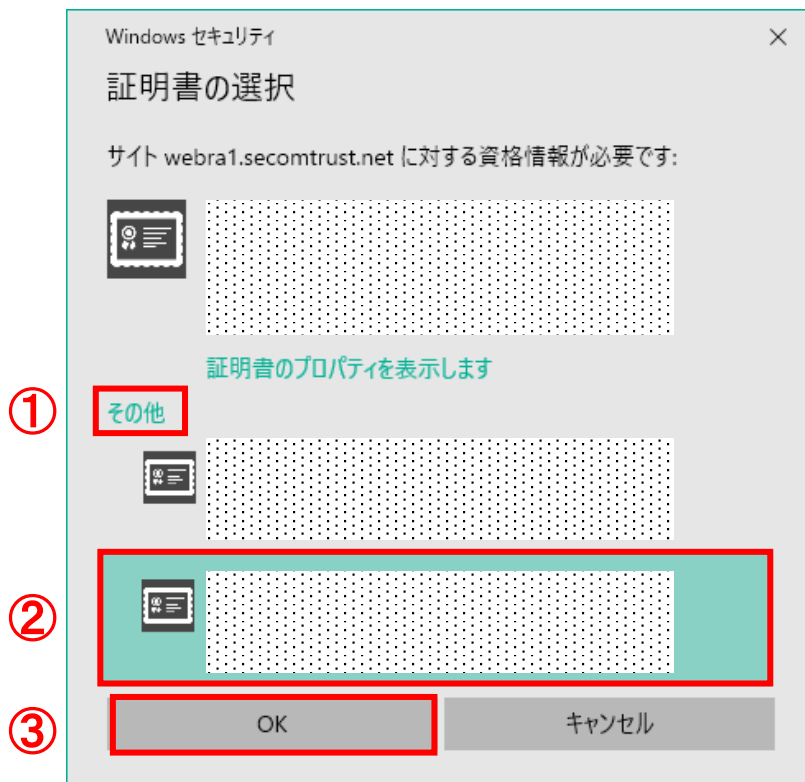 Windows セキュリティ
証明書の選択
サイト webra1.secomtrust.net に対する資格情報が必要です:
証明書のプロパティを表示します
① その他
②
③ OK キャンセル